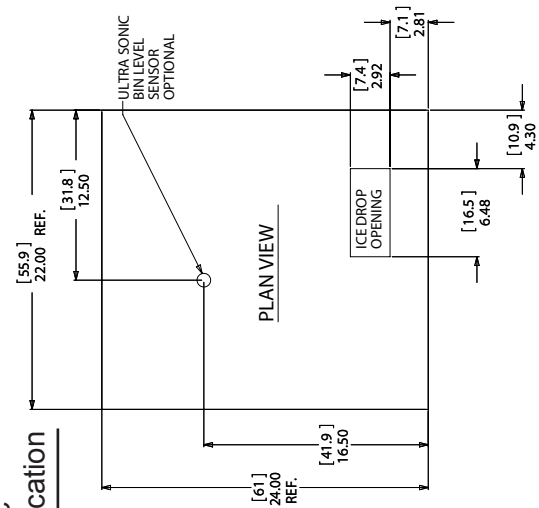 cation
[ 55.9 ]
22.00 REF.
[ 31.8 ]
12.50
ULTRA SONIC
BIN LEVEL
SENSOR
OPTIONAL
PLAN VIEW
ICE DROP
OPENING
[ 7.4 ]
2.92
[ 7.1 ]
2.81
[ 10.9 ]
4.30
[ 16.5 ]
6.48
[ 41.9 ]
16.50
[ 61 ]
24.00
REF.